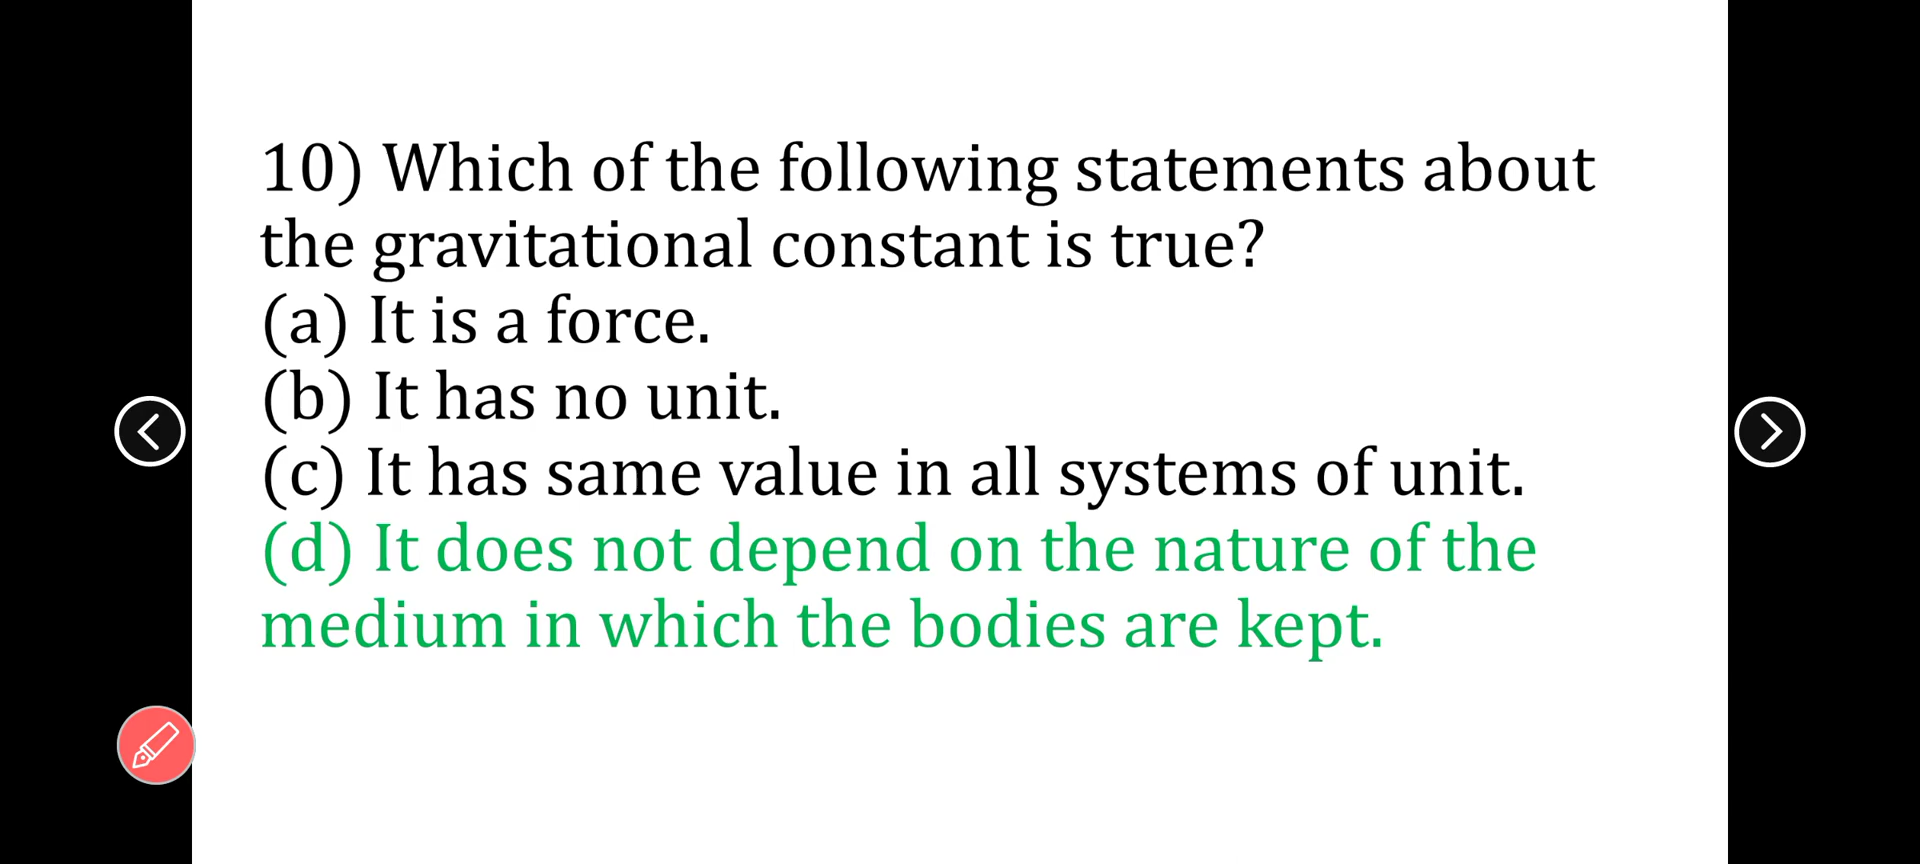 10) Which of the following statements about
the gravitational constant is true?
(a) It is a force.
(b) It has no unit.
(c) It has same value in all systems of unit.
(d) It does not depend on the nature of the
medium in which the bodies are kept.